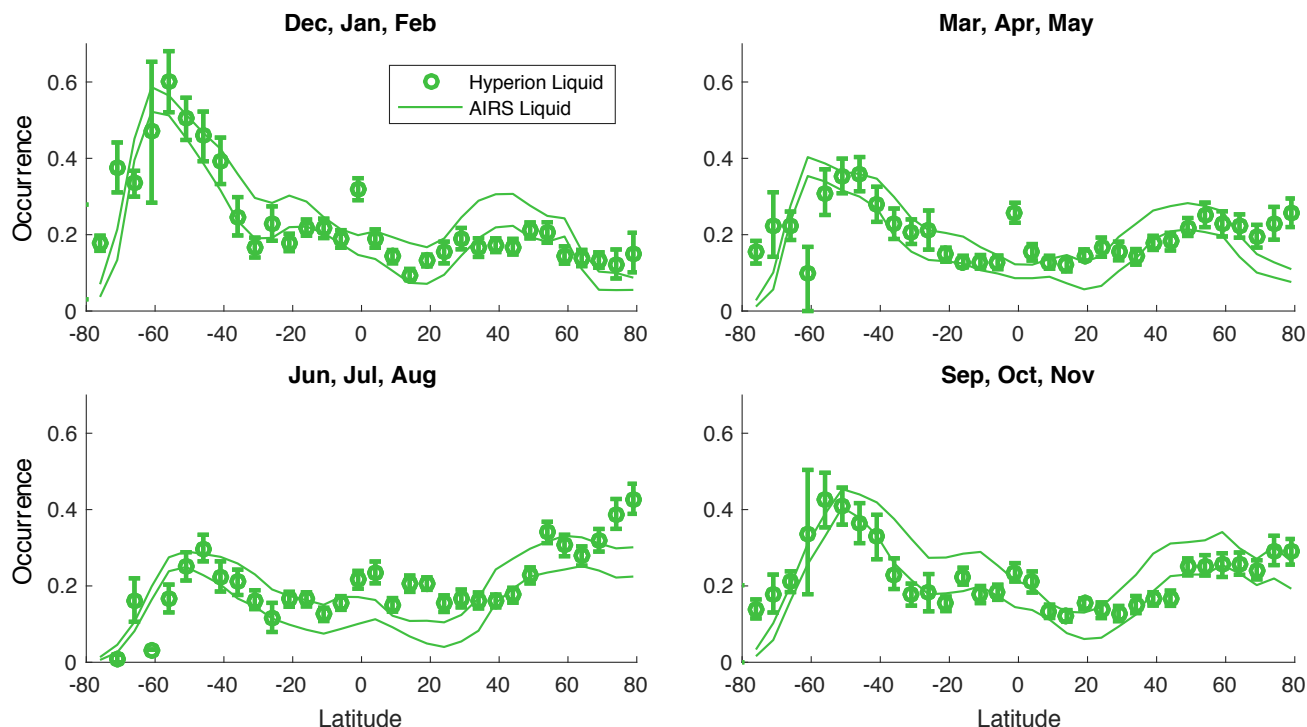 Dec, Jan, Feb
Mar, Apr, May
Hyperion Liquid
AIRS Liquid
Occurrence
0.6
0.4
0.2
0
-80 -60 -40 -20 0 20 40 60 80
0.6
0.4
0.2
0
-80 -60 -40 -20 0 20 40 60 80
Jun, Jul, Aug
Sep, Oct, Nov
Occurrence
0.6
0.4
0.2
0
-80 -60 -40 -20 0 20 40 60 80
Latitude
0.6
0.4
0.2
0
-80 -60 -40 -20 0 20 40 60 80
Latitude